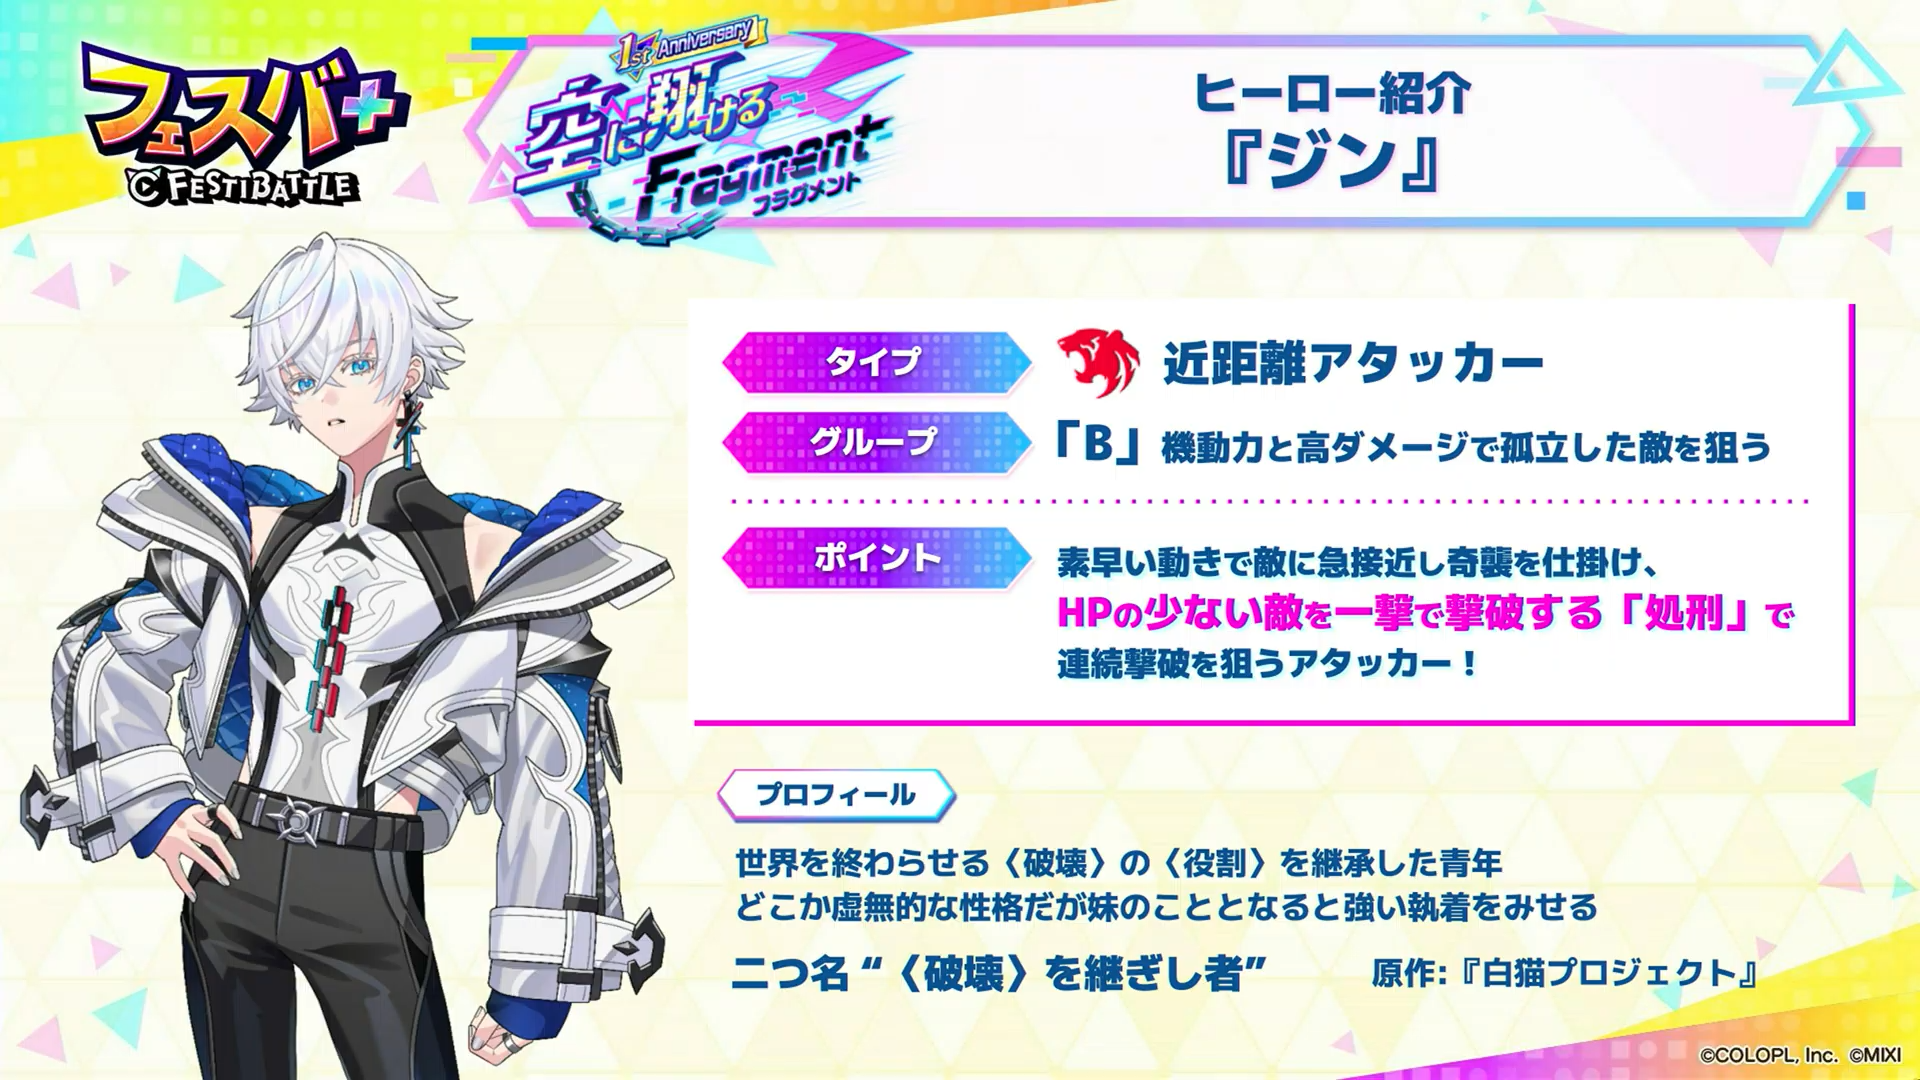 フェスバ+
FESTIBATTLE
1st Anniversary
空に翔ける
Fragment
フラグメント
ヒーロー紹介
『ジン』
タイプ
近距離アタッカー
グループ
「B」機動力と高ダメージで孤立した敵を狙う
ポイント
素早い動きで敵に急接近し奇襲を仕掛け、
HPの少ない敵を一撃で撃破する「処刑」で
連続撃破を狙うアタッカー！
プロフィール
世界を終わらせる〈破壊〉の〈役割〉を継承した青年
どこか虚無的な性格だが妹のこととなると強い執着をみせる
二つ名 “〈破壊〉を継ぎし者”
原作:『白猫プロジェクト』
©COLOPL, Inc. ©MIXI